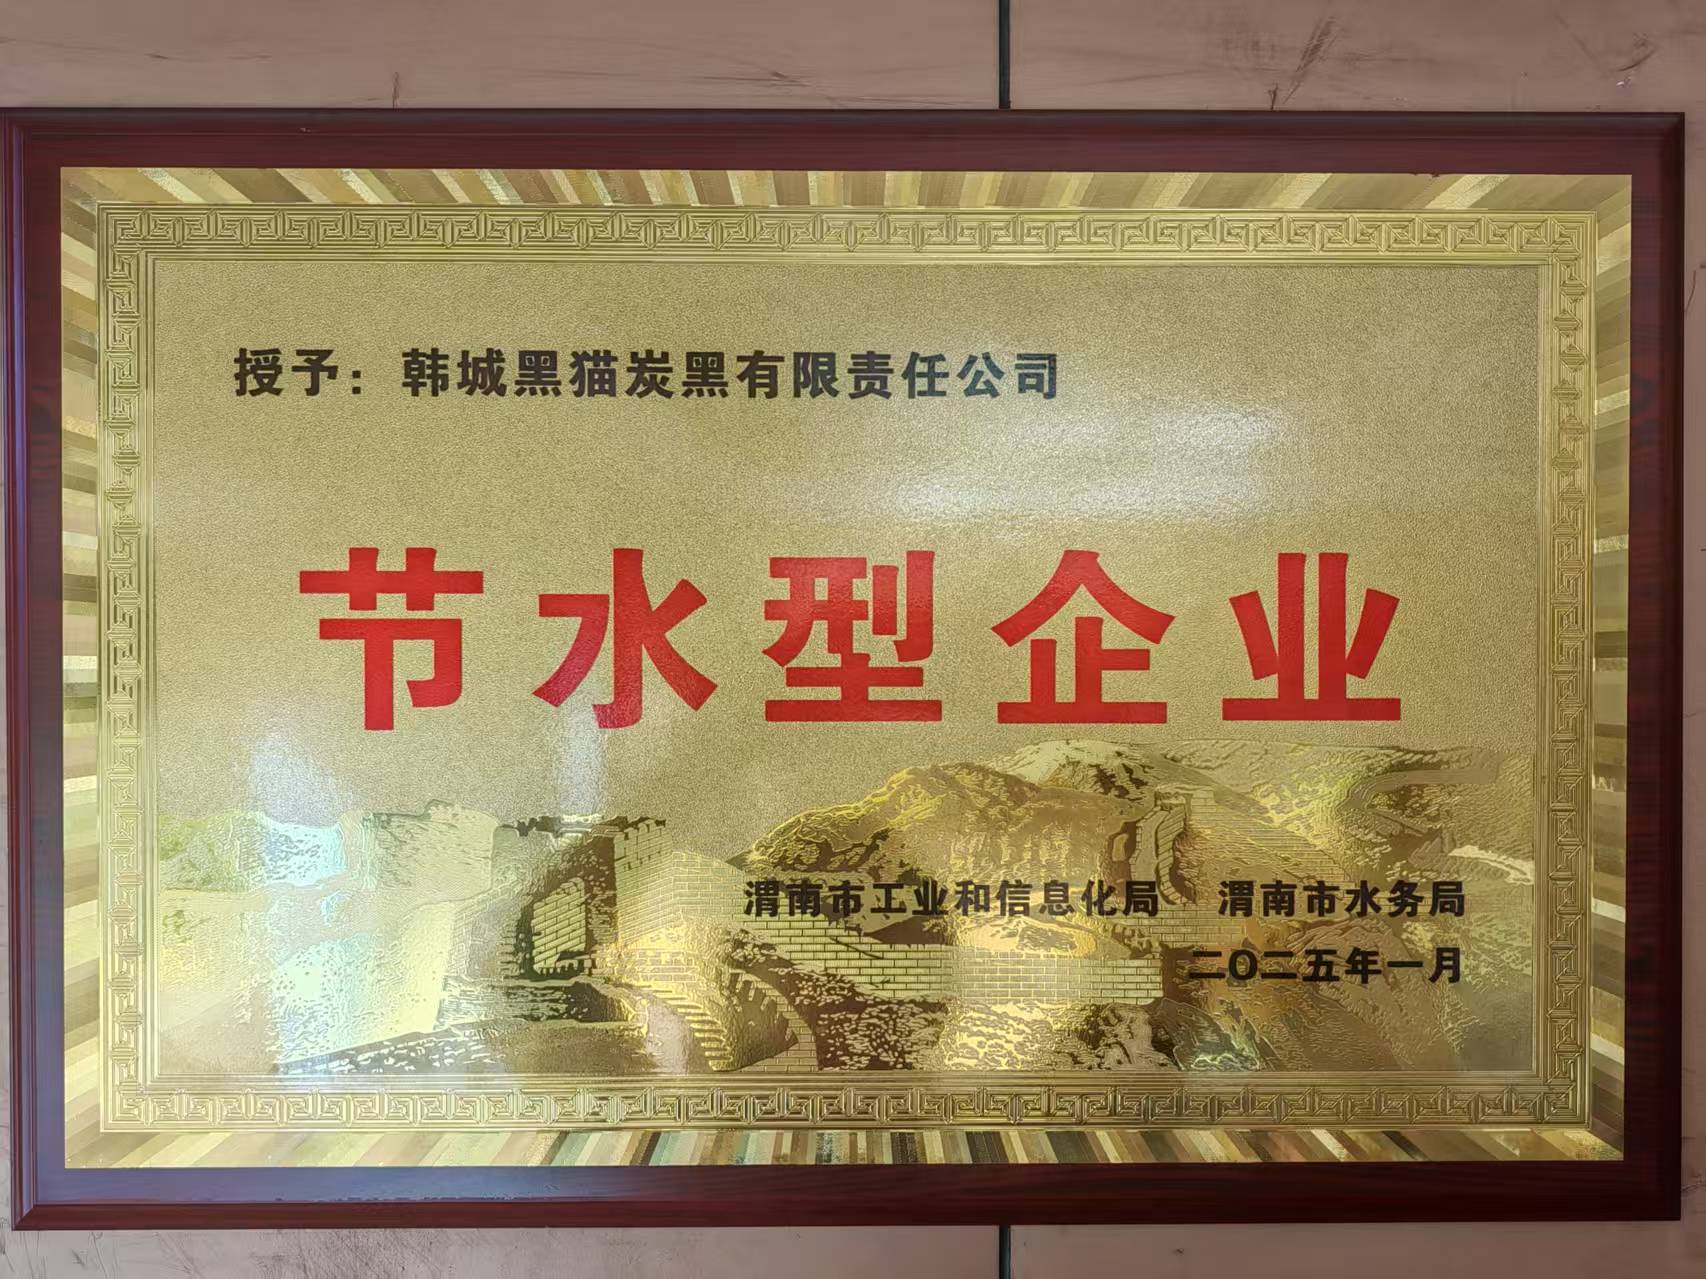 授予：韩城黑猫炭黑有限责任公司
节水型企业
渭南市工业和信息化局 渭南市水务局
二〇二五年一月